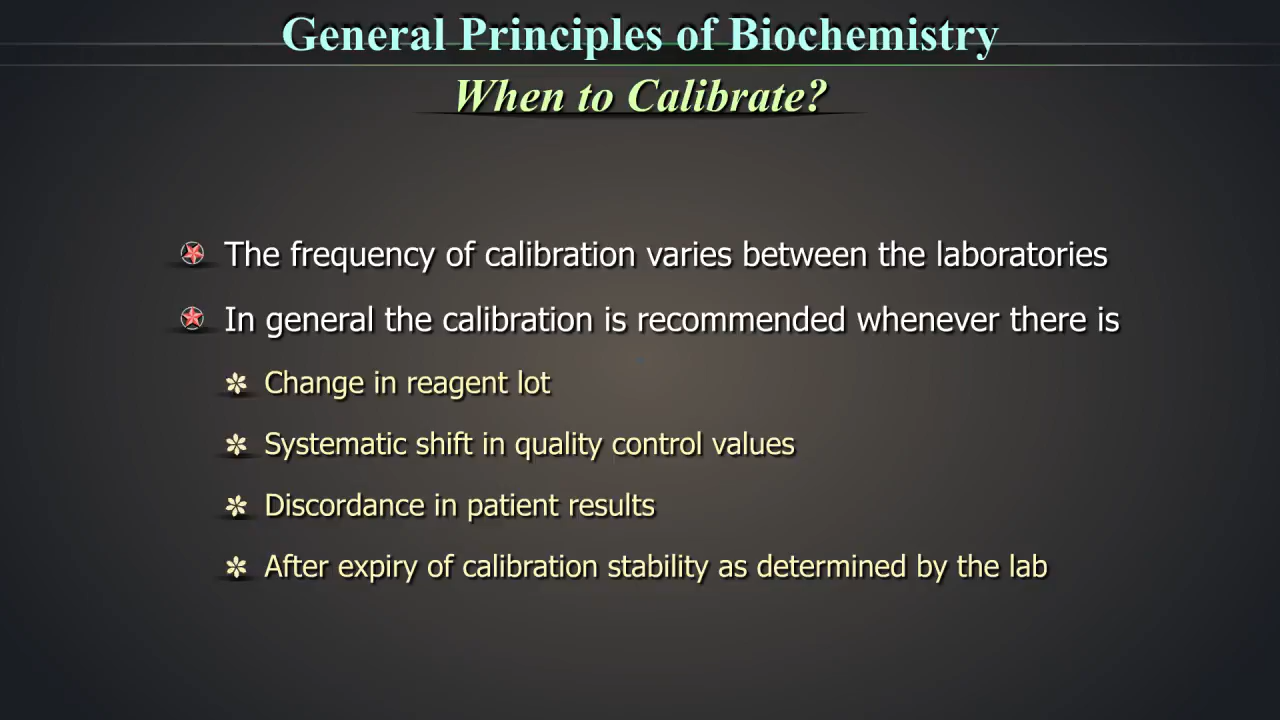 General Principles of Biochemistry
When to Calibrate?
The frequency of calibration varies between the laboratories
In general the calibration is recommended whenever there is
Change in reagent lot
Systematic shift in quality control values
Discordance in patient results
After expiry of calibration stability as determined by the lab